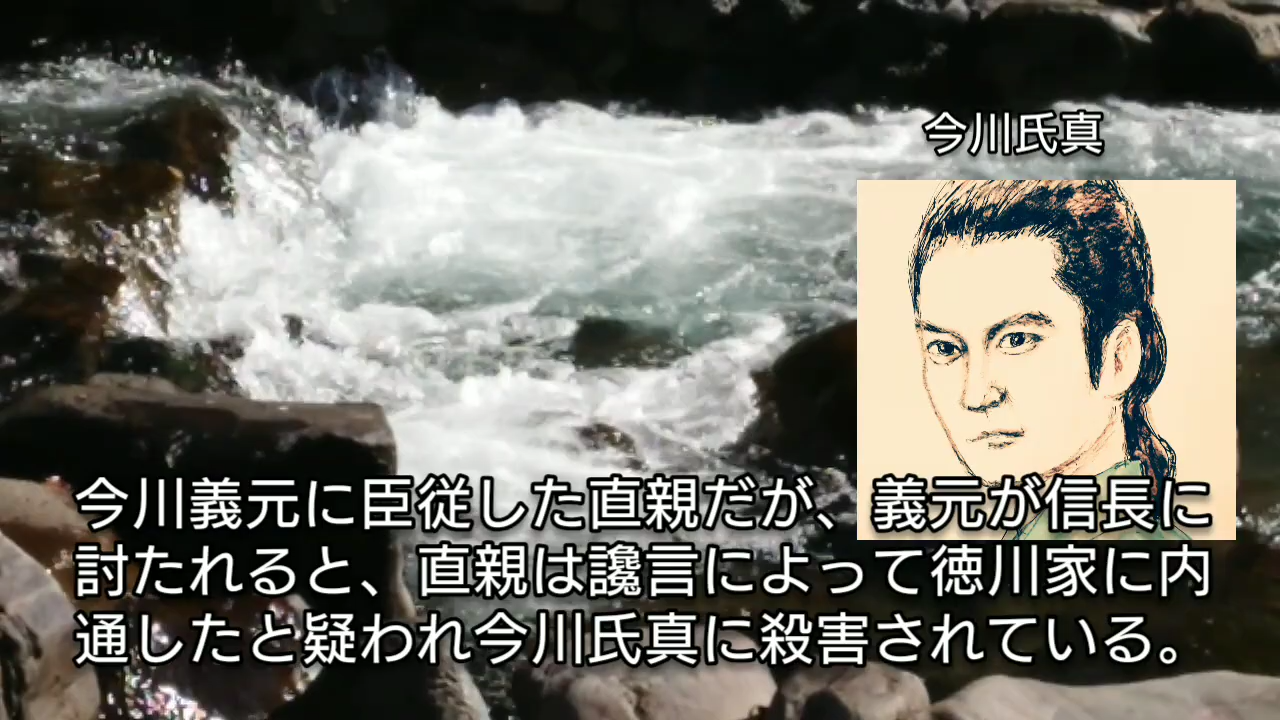 今川氏真
今川義元に臣従した直親だが、義元が信長に
討たれると、直親は讒言によって徳川家に内
通したと疑われ今川氏真に殺害されている。